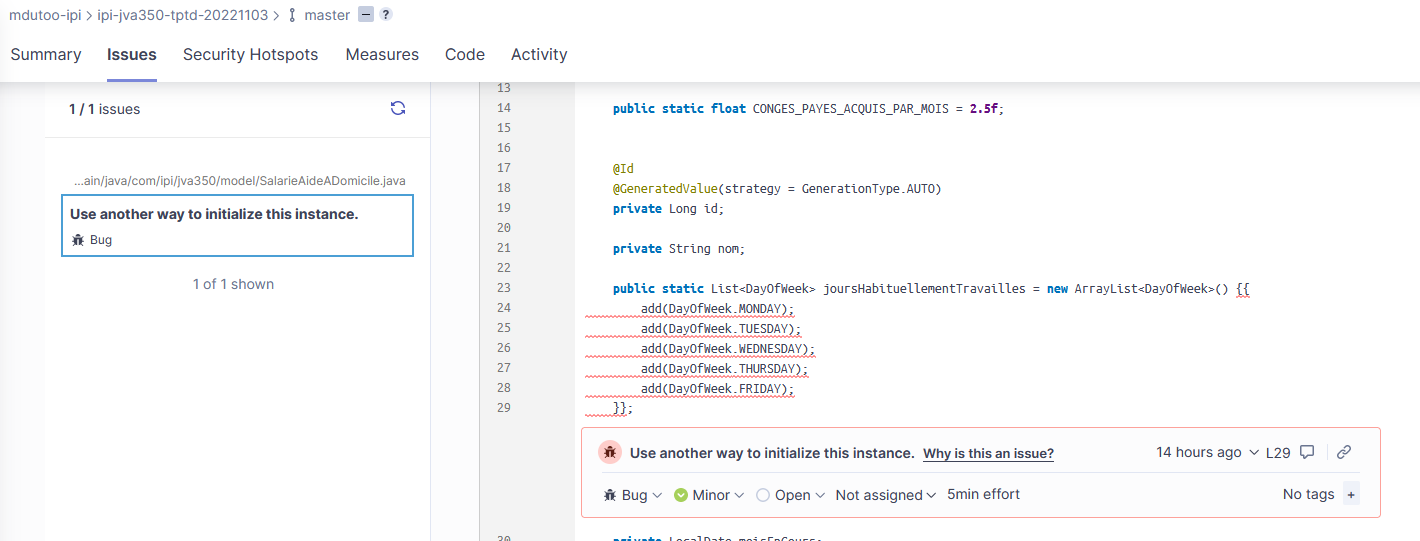 mdutoo-ipi > ipi-jva350-tptd-20221103 > master – ?
Summary Issues Security Hotspots Measures Code Activity
1 / 1 issues
...ain/java/com/ipi/jva350/model/SalarieAideADomicile.java
Use another way to initialize this instance.
Bug
1 of 1 shown
13
14 public static float CONGES_PAYES_ACQUIS_PAR_MOIS = 2.5f;
15
16
17 @Id
18 @GeneratedValue(strategy = GenerationType.AUTO)
19 private Long id;
20
21 private String nom;
22
23 public static List<DayOfWeek> joursHabituellementTravailles = new ArrayList<DayOfWeek>() {{
24 add(DayOfWeek.MONDAY);
25 add(DayOfWeek.TUESDAY);
26 add(DayOfWeek.WEDNESDAY);
27 add(DayOfWeek.THURSDAY);
28 add(DayOfWeek.FRIDAY);
29 }};
Use another way to initialize this instance. Why is this an issue? 14 hours ago L29
Bug Minor Open Not assigned 5min effort No tags +
30 private LocalDate moisEnCours;